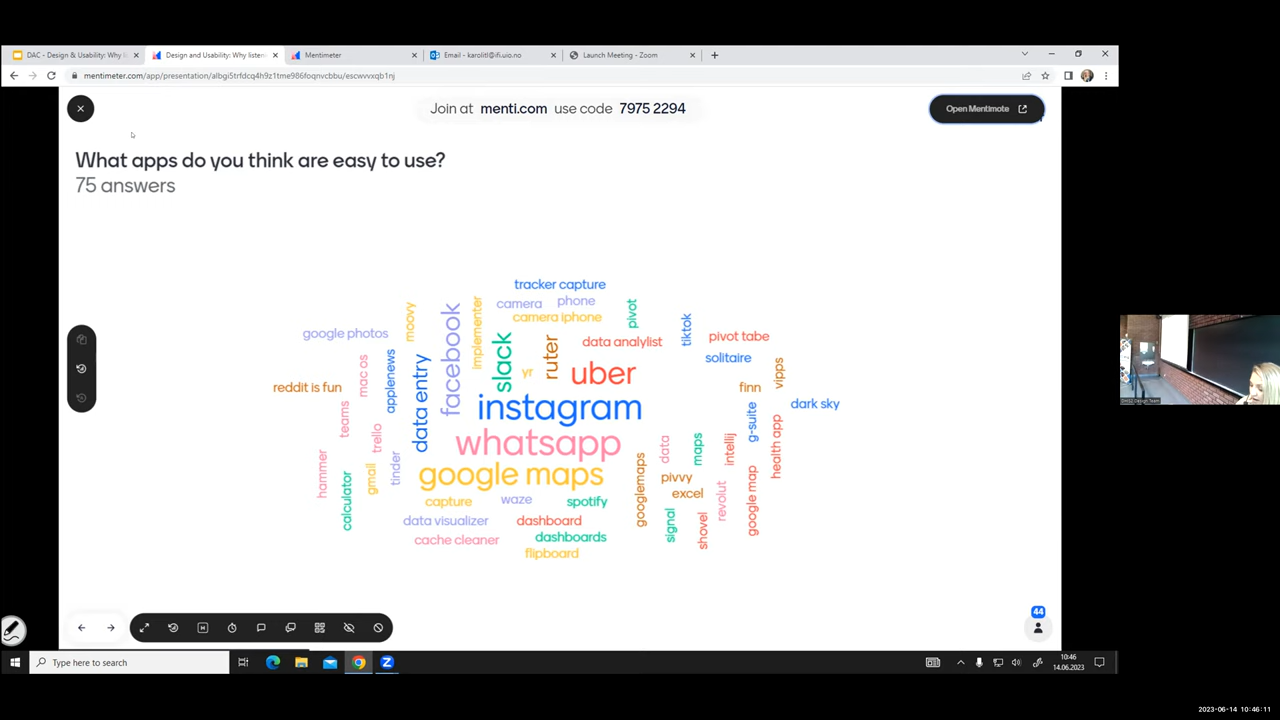 DAC - Design & Usability: Why li
Design and Usability: Why listen
Mentimeter
Email - karolitl@ifi.uio.no
Launch Meeting - Zoom
mentimeter.com/app/presentation/albgi5trfdcq4h9z1tme986foqnvcbbu/escwvvxqb1nj
Join at menti.com use code 7975 2294
Open Mentimote
What apps do you think are easy to use?
75 answers
tracker capture
camera
phone
camera iphone
pivot
google photos
moovy
facebook
implementer
slack
yr
ruter
data analyst
tiktok
pivot tabe
solitaire
uber
reddit is fun
mac os
applenews
data entry
instagram
finn
vipps
dark sky
g-suite
teams
trello
whatsapp
data
maps
intellij
health app
hammer
calculator
gmail
tinder
google maps
googlemaps
pivvy
excel
revolut
google map
capture
waze
spotify
signal
shovel
data visualizer
dashboard
cache cleaner
dashboards
flipboard
44
Type here to search
10:46
14.06.2023
DHIS2 Design Team
2023-06-14 10:46:11